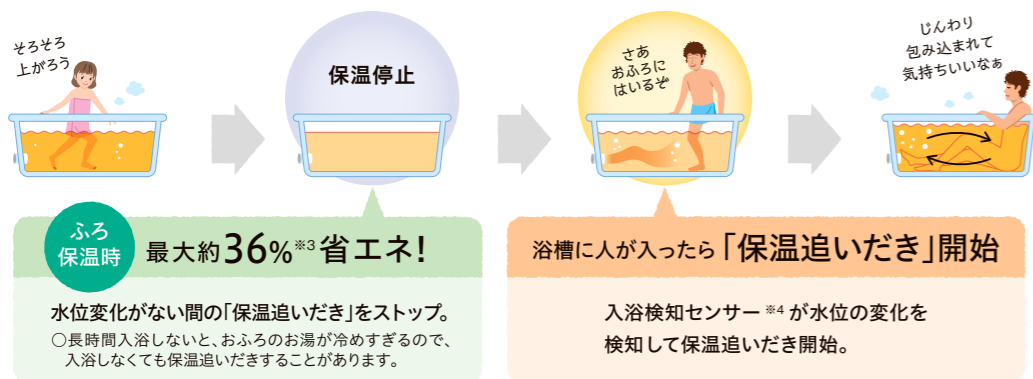 そろそろ
上がろう
保温停止
さあ
おふろに
はいるぞ
じんわり
包み込まれて
気持ちいいなぁ
ふろ
保温時
最大約36%※3省エネ!
水位変化がない間の「保温追いだき」をストップ。
○長時間入浴しないと、おふろのお湯が冷めすぎるので、
入浴しなくても保温追いだきすることがあります。
浴槽に人が入ったら「保温追いだき」開始
入浴検知センサー※4が水位の変化を
検知して保温追いだき開始。